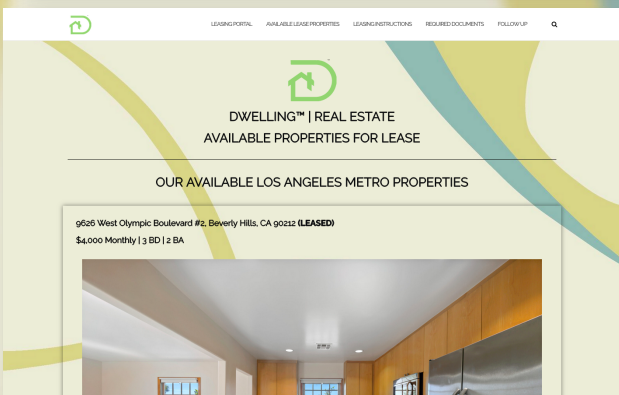 LEASING PORTAL AVAILABLE LEASE PROPERTIES LEASING INSTRUCTIONS REQUIRED DOCUMENTS FOLLOW UP
DWELLING™ | REAL ESTATE
AVAILABLE PROPERTIES FOR LEASE
OUR AVAILABLE LOS ANGELES METRO PROPERTIES
9626 West Olympic Boulevard #2, Beverly Hills, CA 90212 (LEASED)
$4,000 Monthly | 3 BD | 2 BA